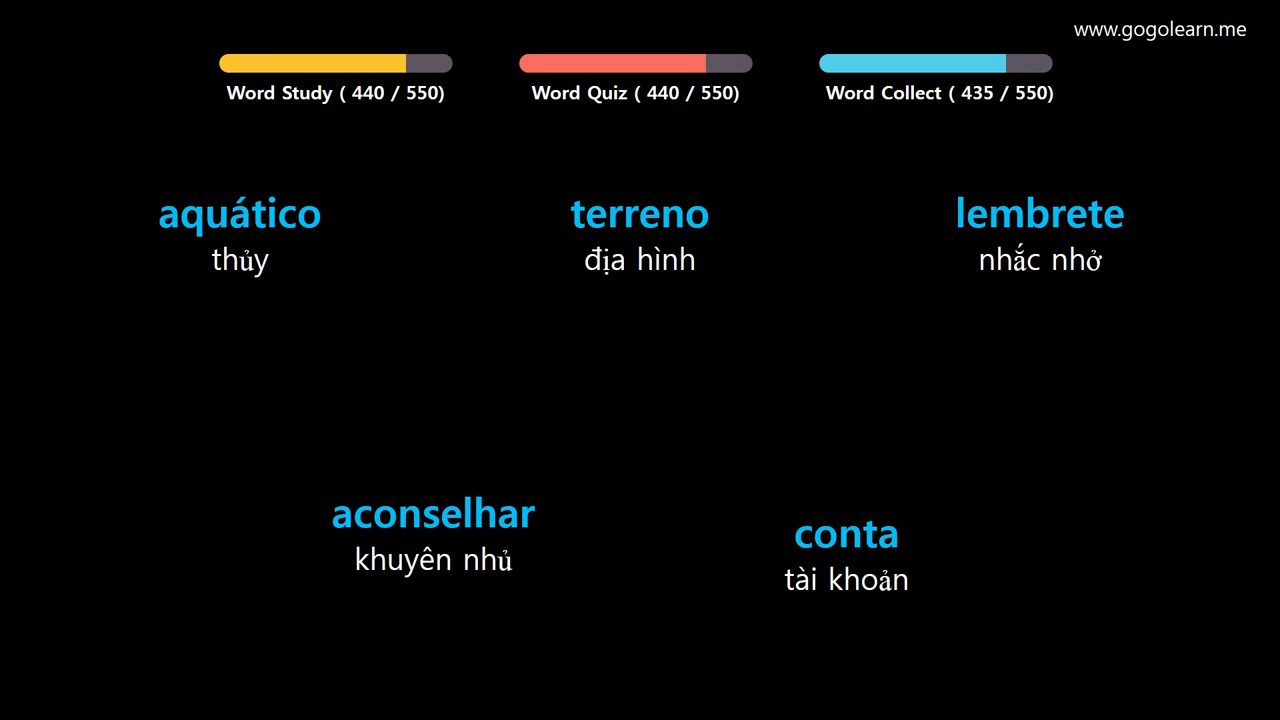 www.gogolearn.me
Word Study ( 440 / 550)
Word Quiz ( 440 / 550)
Word Collect ( 435 / 550)
aquático
thủy
terreno
địa hình
lembrete
nhắc nhở
aconselhar
khuyên nhủ
conta
tài khoản